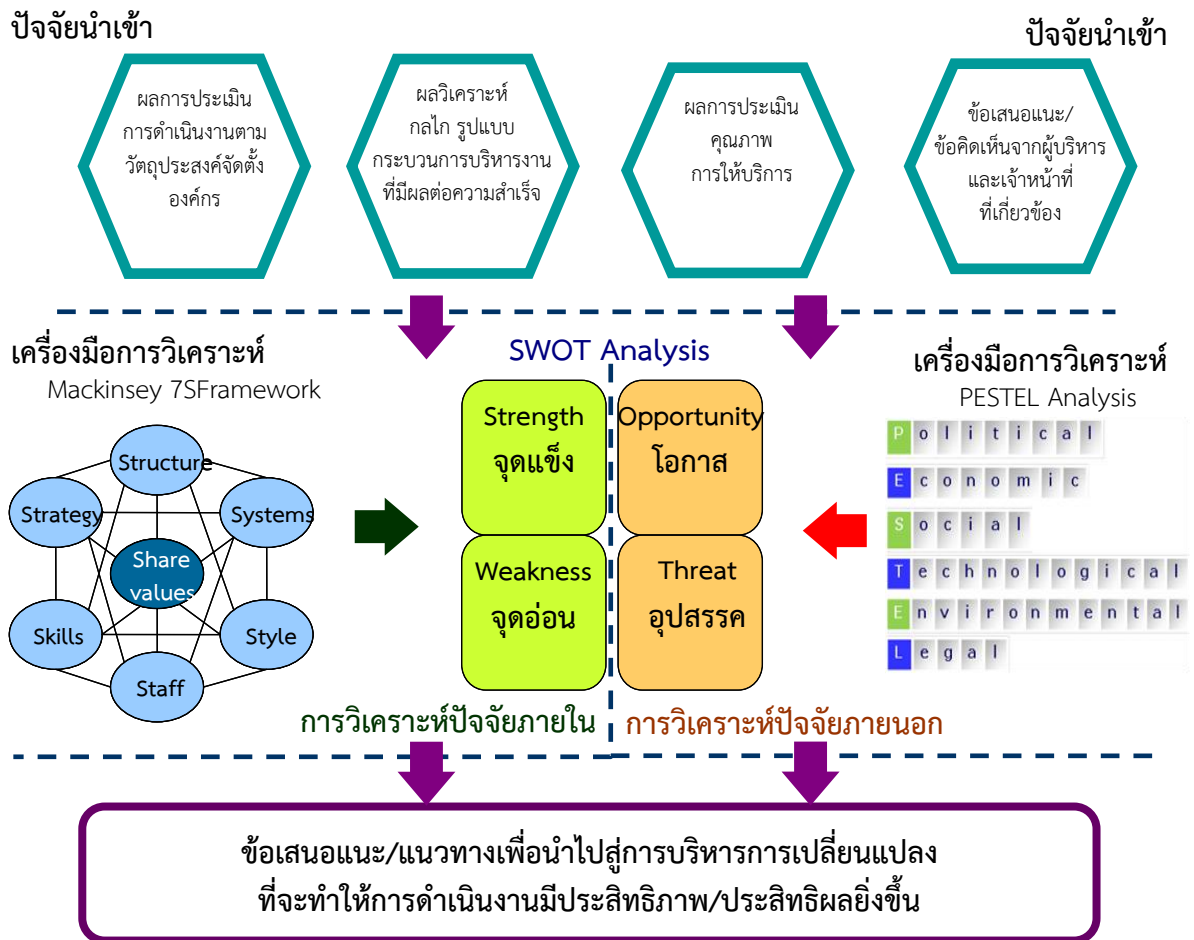 ปัจจัยนำเข้า
ปัจจัยนำเข้า
ผลการประเมิน
การดำเนินงานตาม
วัตถุประสงค์จัดตั้ง
องค์กร
ผลวิเคราะห์
กลไก รูปแบบ
กระบวนการบริหารงาน
ที่มีผลต่อความสำเร็จ
ผลการประเมิน
คุณภาพ
การให้บริการ
ข้อเสนอแนะ/
ข้อคิดเห็นจากผู้บริหาร
และเจ้าหน้าที่
ที่เกี่ยวข้อง
เครื่องมือการวิเคราะห์
Mackinsey 7SFramework
Structure
Strategy
Systems
Share
values
Skills
Style
Staff
SWOT Analysis
Strength
จุดแข็ง
Opportunity
โอกาส
Weakness
จุดอ่อน
Threat
อุปสรรค
เครื่องมือการวิเคราะห์
PESTEL Analysis
Political
Economic
Social
Technological
Environmental
Legal
การวิเคราะห์ปัจจัยภายใน
การวิเคราะห์ปัจจัยภายนอก
ข้อเสนอแนะ/แนวทางเพื่อนำไปสู่การบริหารการเปลี่ยนแปลง
ที่จะทำให้การดำเนินงานมีประสิทธิภาพ/ประสิทธิผลยิ่งขึ้น